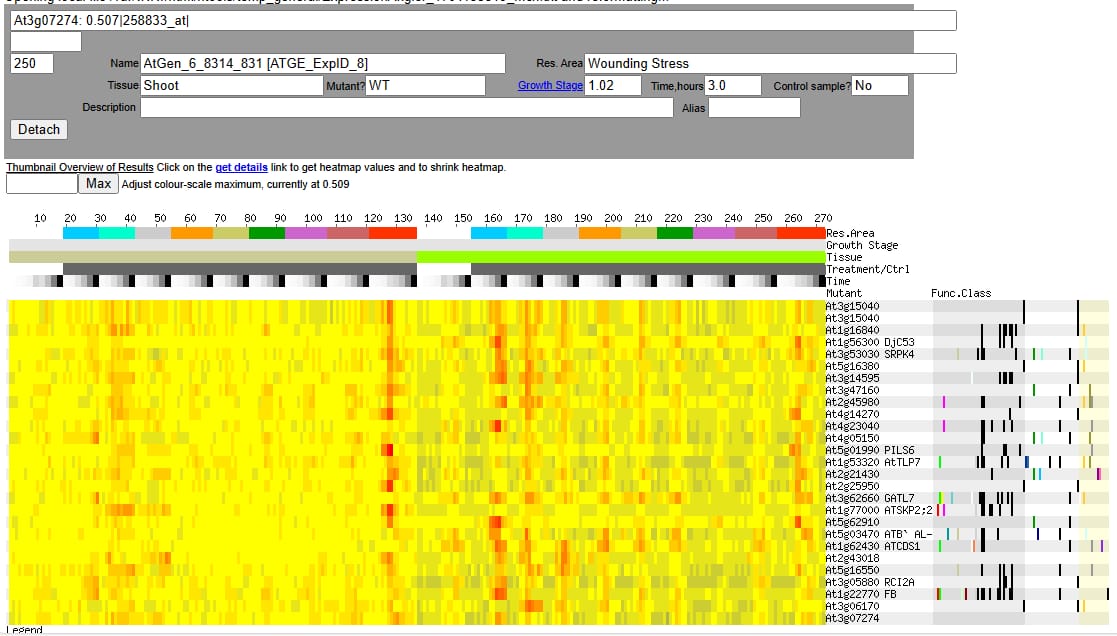 At3g07274: 0.507|258833_at|
250 Name AtGen_6_8314_831 [ATGE_ExpID_8] Res. Area Wounding Stress
Tissue Shoot Mutant? WT Growth Stage 1.02 Time,hours 3.0 Control sample? No
Description Alias
Detach
Thumbnail Overview of Results Click on the get details link to get heatmap values and to shrink heatmap.
Max Adjust colour-scale maximum, currently at 0.509
10 20 30 40 50 60 70 80 90 100 110 120 130 140 150 160 170 180 190 200 210 220 230 240 250 260 270
Res.Area
Growth Stage
Tissue
Treatment/Ctrl
Time
Mutant Func.Class
At3g15040
At3g15040
At1g16840
At1g56300 DjC53
At3g53030 SRPK4
At5g16380
At3g14595
At3g47160
At2g45980
At4g14270
At4g23040
At4g05150
At5g01990 PILS6
At1g53320 AtTLP7
At2g21430
At2g25950
At3g62660 GATL7
At1g77000 ATSKP2;2
At5g62910
At5g03470 ATB` AL-
At1g62430 ATCDS1
At2g43018
At5g16550
At3g05880 RCI2A
At1g22770 FB
At3g06170
At3g07274
Legend